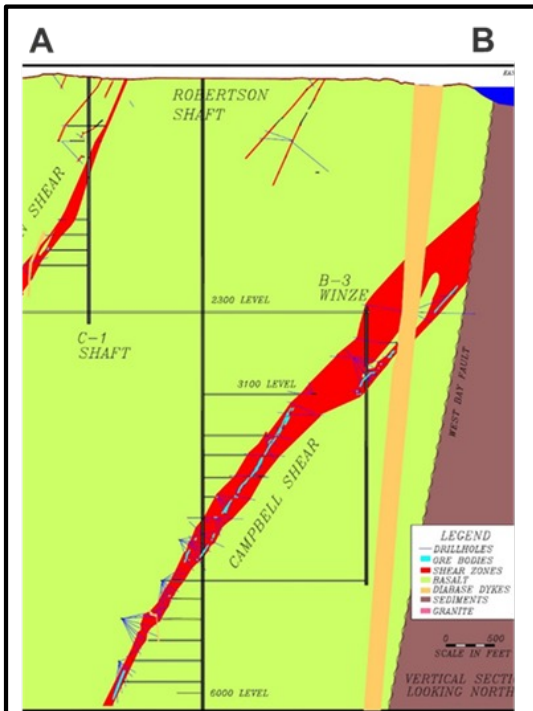 A
B
ROBERTSON
SHAFT
N SHEAR
B-3
WINZE
2300 LEVEL
C-1
SHAFT
3100 LEVEL
WEST BAY FAULT
CAMPBELL SHEAR
LEGEND
DRILLHOLES
ORE BODIES
SHEAR ZONES
BASALT
DIABASE DYKES
SEDIMENTS
GRANITE
0 500
SCALE IN FEET
VERTICAL SECTI
LOOKING NORTH
6000 LEVEL